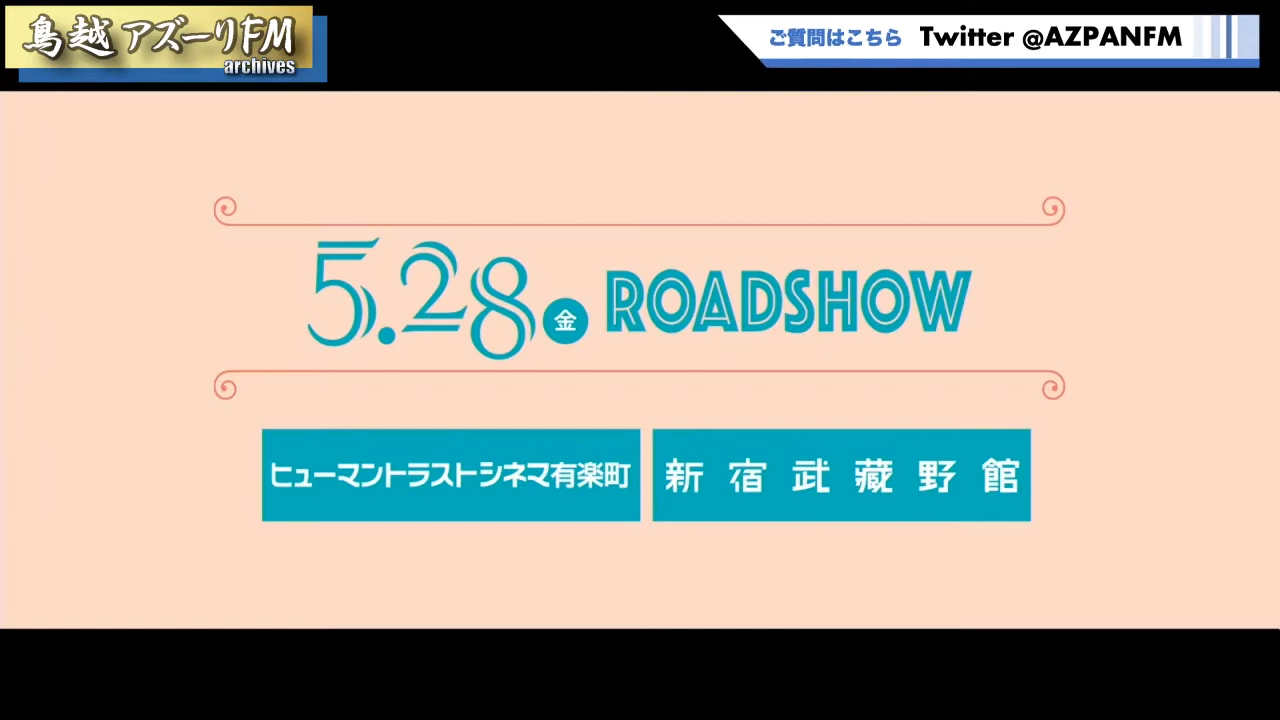 鳥越アズーリFM
archives
ご質問はこちら Twitter @AZPANFM
5.28金 ROADSHOW
ヒューマントラストシネマ有楽町
新宿武蔵野館